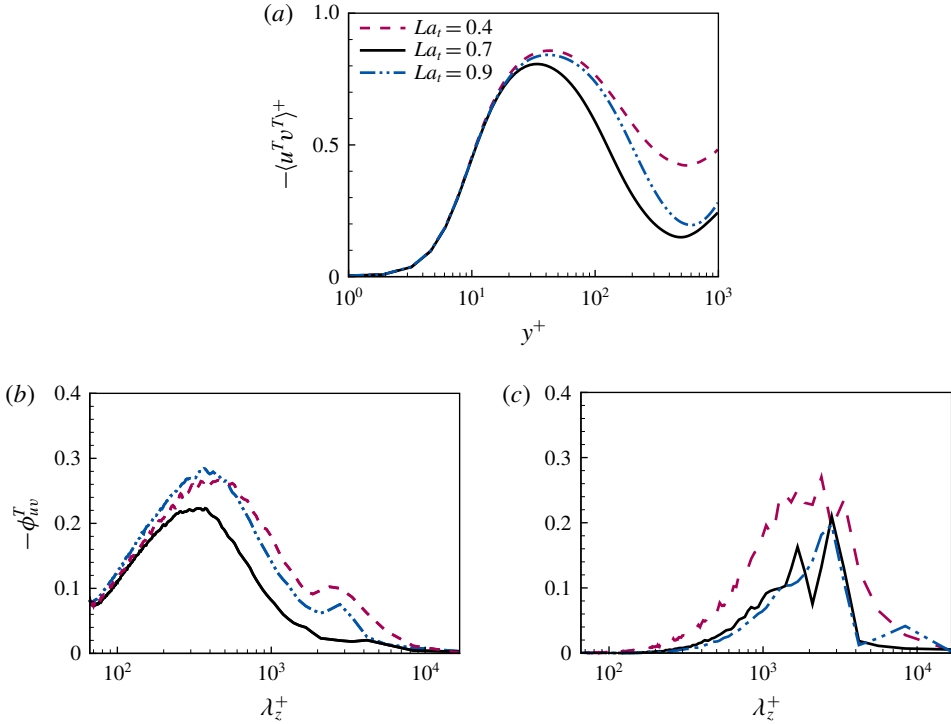 (a)
1.0
0.5
0
La_t = 0.4
La_t = 0.7
La_t = 0.9
−⟨u^T v^T⟩^+
10^0 10^1 10^2 10^3
y^+
(b)
0.4
0.3
0.2
0.1
0
−ϕ^T_{uv}
10^2 10^3 10^4
λ_z^+
(c)
0.4
0.3
0.2
0.1
0
10^2 10^3 10^4
λ_z^+